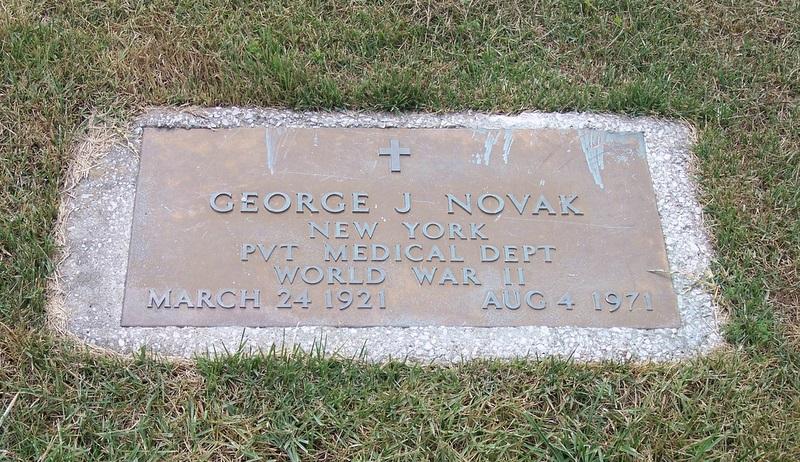 GEORGE J NOVAK
NEW YORK
PVT MEDICAL DEPT
WORLD WAR II
MARCH 24 1921 AUG 4 1971